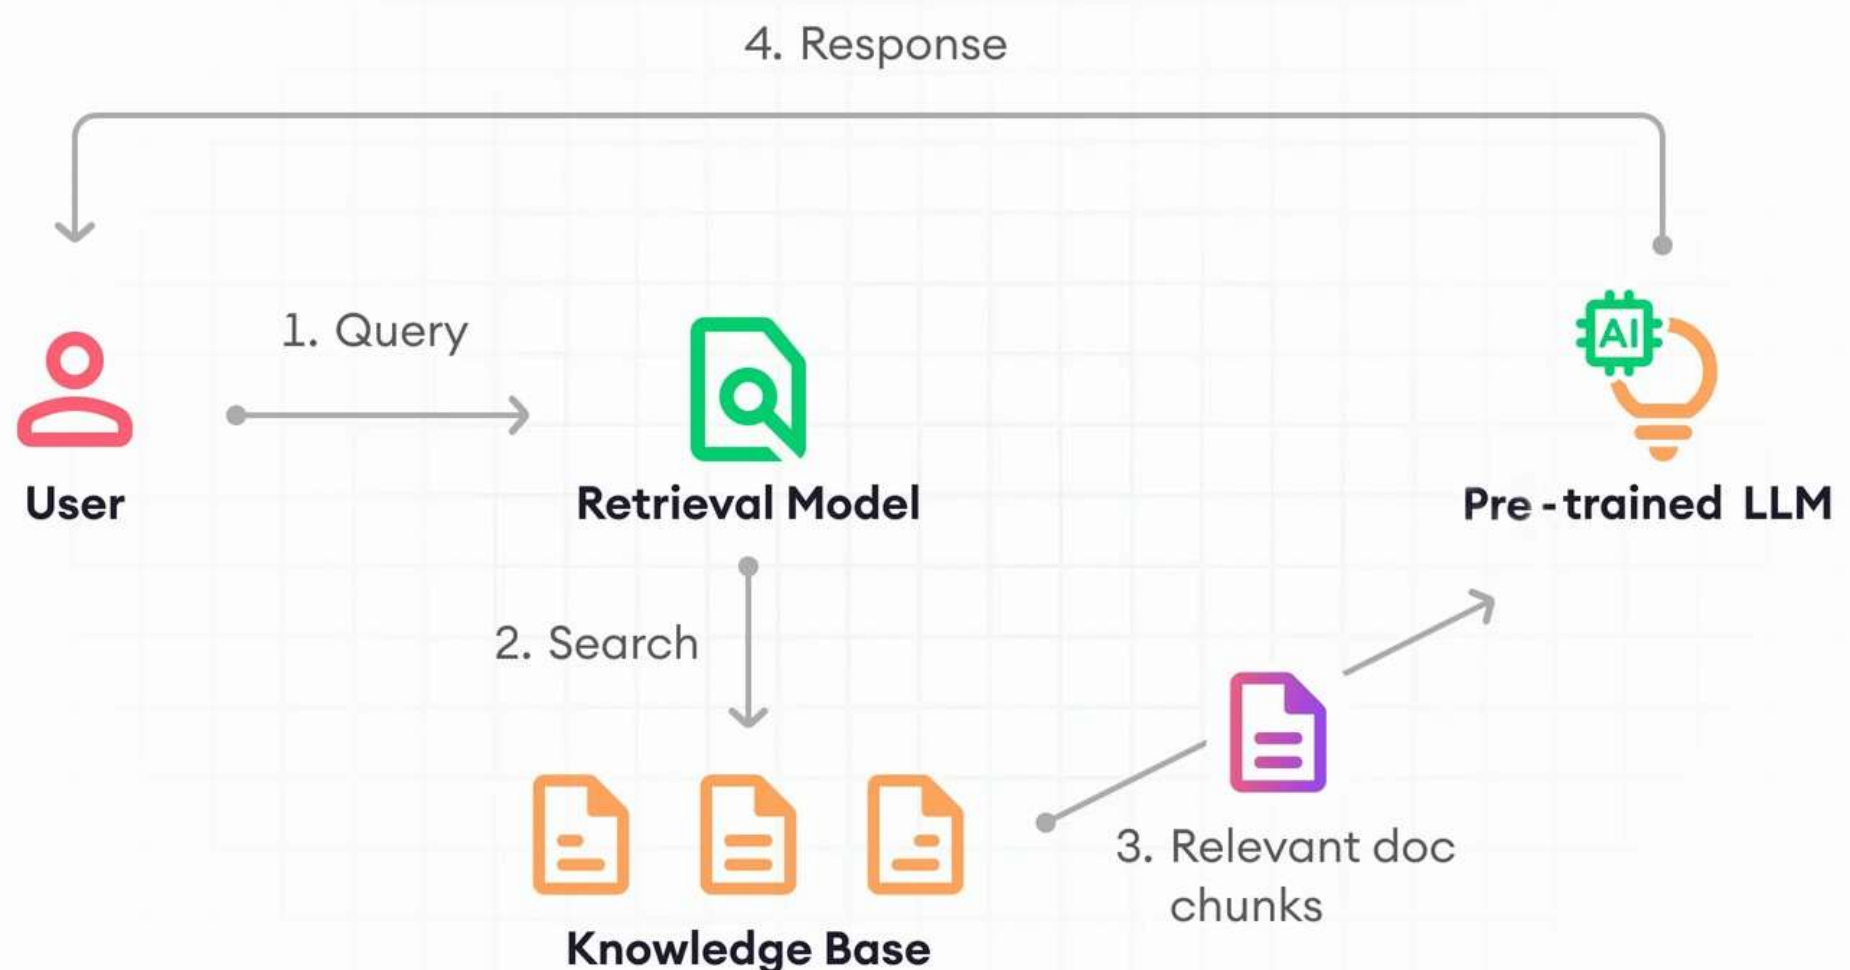 4. Response
1. Query
AI
User
Retrieval Model
Pre-trained LLM
2. Search
3. Relevant doc
chunks
Knowledge Base